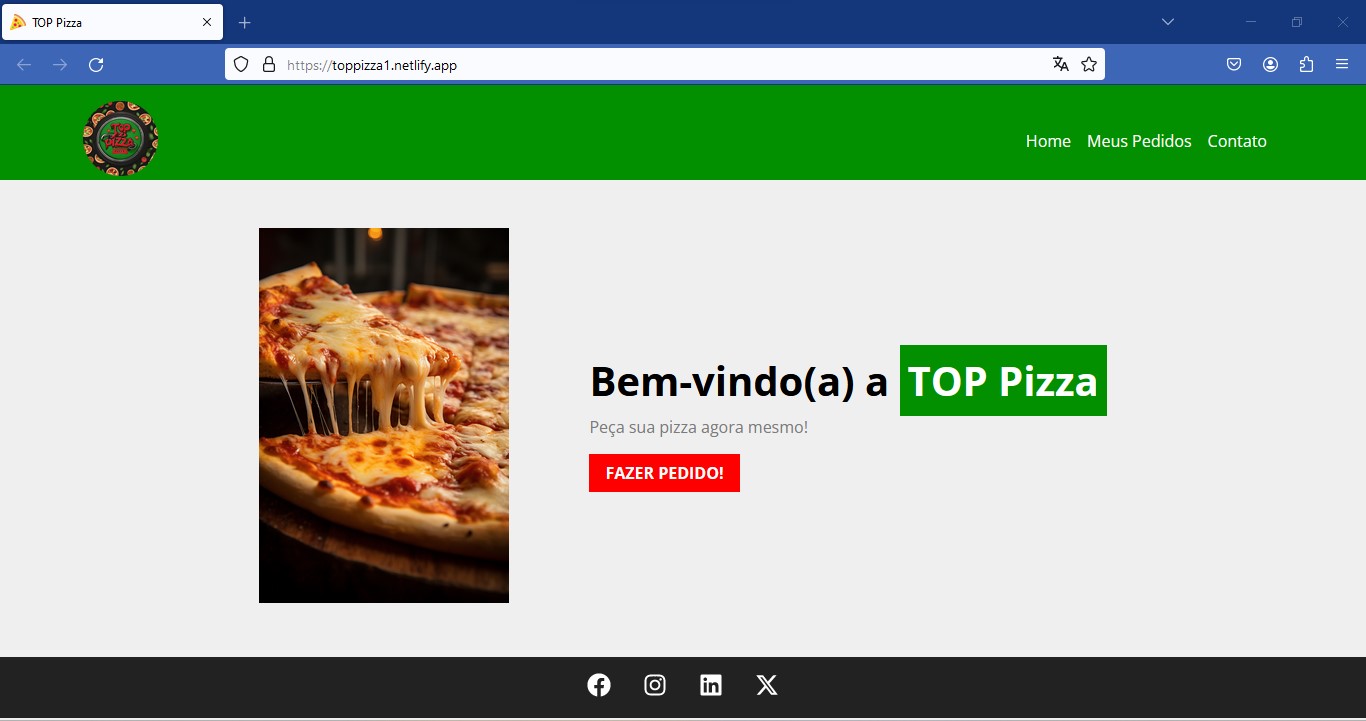 TOP Pizza
https://toppizza1.netlify.app
TOP
Pizza
Home Meus Pedidos Contato
Bem-vindo(a) a TOP Pizza
Peça sua pizza agora mesmo!
FAZER PEDIDO!